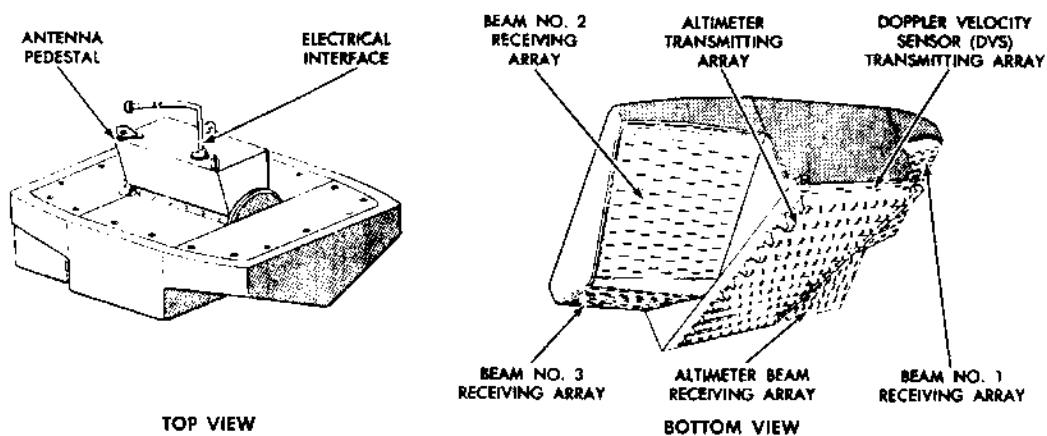 ANTENNA
PEDESTAL
ELECTRICAL
INTERFACE
TOP VIEW
BEAM NO. 2
RECEIVING
ARRAY
ALTIMETER
TRANSMITTING
ARRAY
DOPPLER VELOCITY
SENSOR (DVS)
TRANSMITTING ARRAY
BEAM NO. 3
RECEIVING ARRAY
ALTIMETER BEAM
RECEIVING ARRAY
BEAM NO. 1
RECEIVING ARRAY
BOTTOM VIEW